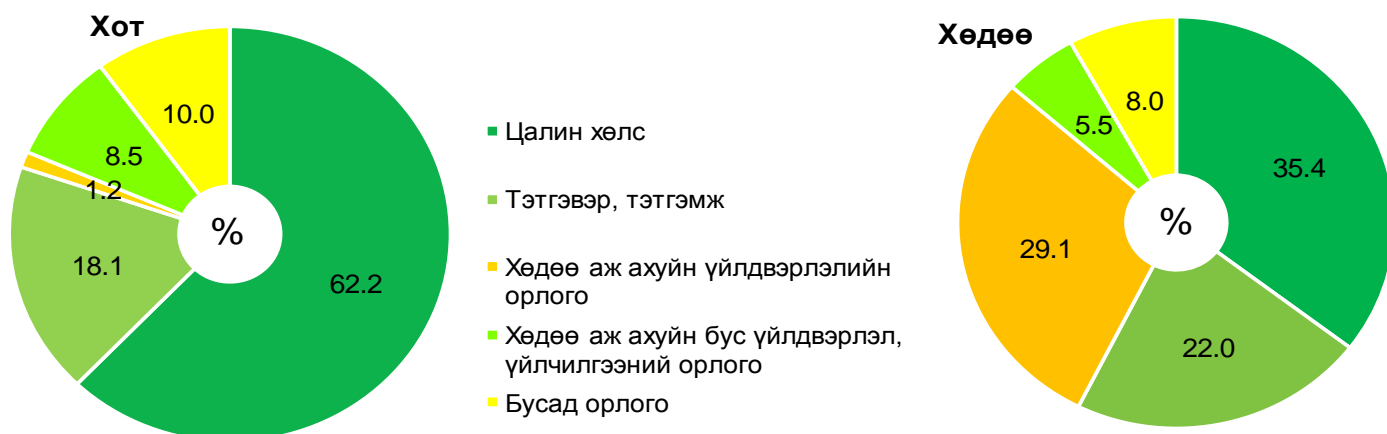 Хот
10.0
8.5
1.2
18.1
62.2
%
Цалин хөлс
Тэтгэвэр, тэтгэмж
Хөдөө аж ахуйн үйлдвэрлэлийн
орлого
Хөдөө аж ахуйн бус үйлдвэрлэл,
үйлчилгээний орлого
Бусад орлого
Хөдөө
8.0
5.5
35.4
29.1
22.0
%